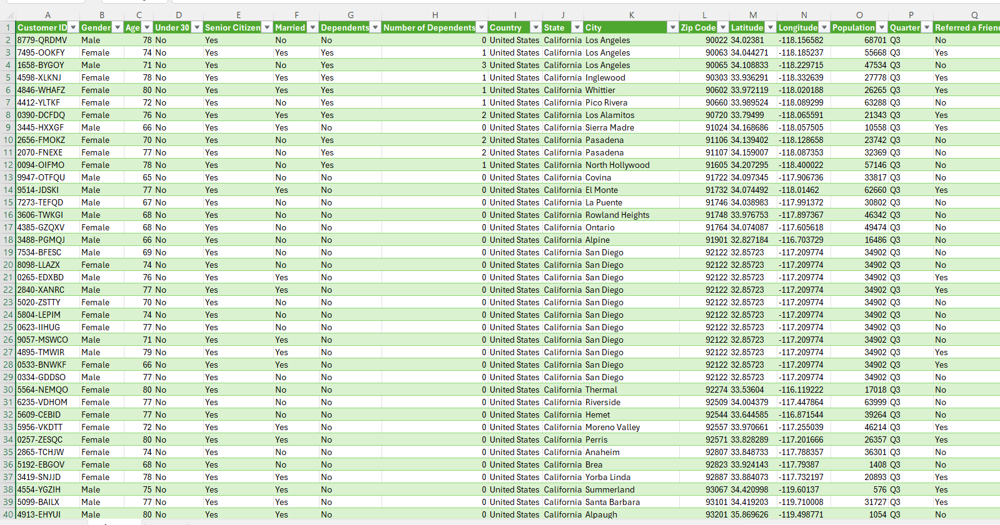 A B C D E F G H I J K L M N O P Q
1 Customer ID Gender Age Under 30 Senior Citizen Married Dependents Number of Dependents Country State City Zip Code Latitude Longitude Population Quarter Referred a Frien
2 8779-QRDMV Male 78 No Yes No No 0 United States California Los Angeles 90022 34.02381 -118.156582 68701 Q3 No
3 7495-OOKFY Female 74 No Yes Yes Yes 1 United States California Los Angeles 90063 34.044271 -118.185237 55668 Q3 Yes
4 1658-BYGOY Male 71 No Yes No Yes 3 United States California Los Angeles 90065 34.108833 -118.229715 47534 Q3 No
5 4598-XLKNJ Female 78 No Yes Yes Yes 1 United States California Inglewood 90303 33.936291 -118.332639 27778 Q3 Yes
6 4846-WHAFZ Female 80 No Yes Yes Yes 1 United States California Whittier 90602 33.972119 -118.020188 26265 Q3 Yes
7 4412-YLTKF Female 72 No Yes No Yes 1 United States California Pico Rivera 90660 33.989524 -118.089299 63288 Q3 No
8 0390-DCFDQ Female 76 No Yes Yes Yes 2 United States California Los Alamitos 90720 33.79499 -118.065591 21343 Q3 Yes
9 3445-HXXGF Male 66 No Yes Yes No 0 United States California Sierra Madre 91024 34.168686 -118.057505 10558 Q3 Yes
10 2656-FMOKZ Female 70 No Yes No Yes 2 United States California Pasadena 91106 34.139402 -118.128658 23742 Q3 No
11 2070-FNEXE Female 77 No Yes No Yes 2 United States California Pasadena 91107 34.159007 -118.087353 32369 Q3 No
12 0094-OIFMO Female 78 No Yes No Yes 1 United States California North Hollywood 91605 34.207295 -118.400022 57146 Q3 No
13 9947-OTFQU Male 65 No Yes No No 0 United States California Covina 91722 34.097345 -117.906736 33817 Q3 No
14 9514-JDSKI Male 77 No Yes Yes No 0 United States California El Monte 91732 34.074492 -118.01462 62660 Q3 Yes
15 7273-TEFQD Male 67 No Yes No No 0 United States California La Puente 91746 34.038983 -117.991372 30802 Q3 No
16 3606-TWKGI Male 68 No Yes No No 0 United States California Rowland Heights 91748 33.976753 -117.897367 46342 Q3 No
17 4385-GZQXV Female 68 No Yes No No 0 United States California Ontario 91764 34.074087 -117.605618 49474 Q3 No
18 3488-PGMQJ Male 66 No Yes No No 0 United States California Alpine 91901 32.827184 -116.703729 16486 Q3 No
19 7534-BFESC Male 69 No Yes No No 0 United States California San Diego 92122 32.85723 -117.209774 34902 Q3 No
20 8098-LLAZX Female 74 No Yes No No 0 United States California San Diego 92122 32.85723 -117.209774 34902 Q3 No
21 0265-EDXBD Male 76 No Yes Yes No 0 United States California San Diego 92122 32.85723 -117.209774 34902 Q3 Yes
22 2840-XANRC Male 77 No Yes Yes No 0 United States California San Diego 92122 32.85723 -117.209774 34902 Q3 Yes
23 5020-ZSTTY Female 70 No Yes No No 0 United States California San Diego 92122 32.85723 -117.209774 34902 Q3 No
24 5804-LEPIM Female 74 No Yes No No 0 United States California San Diego 92122 32.85723 -117.209774 34902 Q3 No
25 0623-IIHUG Female 77 No Yes No No 0 United States California San Diego 92122 32.85723 -117.209774 34902 Q3 No
26 9057-MSWCO Male 71 No Yes Yes No 0 United States California San Diego 92122 32.85723 -117.209774 34902 Q3 No
27 4895-TMWIR Male 79 No Yes Yes No 0 United States California San Diego 92122 32.85723 -117.209774 34902 Q3 Yes
28 0533-BNWKF Female 66 No Yes Yes No 0 United States California San Diego 92122 32.85723 -117.209774 34902 Q3 Yes
29 0334-GDDSO Male 77 No Yes No No 0 United States California San Diego 92122 32.85723 -117.209774 34902 Q3 No
30 5564-NEMQO Female 80 No Yes No No 0 United States California Thermal 92274 33.53604 -116.119222 17018 Q3 No
31 6235-VDHOM Female 77 No Yes No No 0 United States California Riverside 92509 34.004379 -117.447864 63999 Q3 No
32 5609-CEBID Female 77 No Yes No No 0 United States California Hemet 92544 33.644585 -116.871544 39264 Q3 No
33 5956-VKDTT Female 72 No Yes Yes No 0 United States California Moreno Valley 92557 33.970661 -117.255039 46214 Q3 Yes
34 0257-ZESQC Female 80 No Yes Yes No 0 United States California Perris 92571 33.828289 -117.201666 26357 Q3 Yes
35 2865-TCHJW Female 74 No Yes No No 0 United States California Anaheim 92807 33.848733 -117.788357 36301 Q3 No
36 5192-EBGOV Female 68 No Yes No No 0 United States California Brea 92823 33.924143 -117.79387 1408 Q3 No
37 3419-SNJJD Female 78 No Yes Yes No 0 United States California Yorba Linda 92887 33.884073 -117.732197 20893 Q3 Yes
38 4554-YGZIH Male 75 No Yes Yes No 0 United States California Summerland 93067 34.420998 -119.60137 576 Q3 Yes
39 5099-BAILX Male 77 No Yes Yes No 0 United States California Santa Barbara 93101 34.419203 -119.710008 31727 Q3 Yes
40 4913-EHYUI Male 80 No Yes Yes No 0 United States California Alpaugh 93201 35.869626 -119.498771 1054 Q3 No